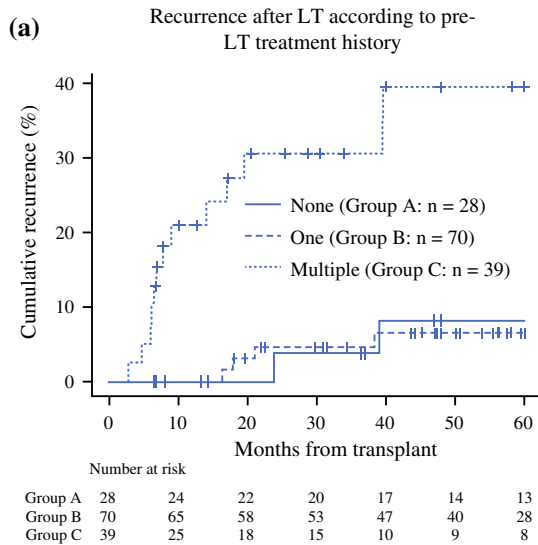 (a)
Recurrence after LT according to pre-
LT treatment history
Cumulative recurrence (%)
40
30
20
10
0
None (Group A: n = 28)
One (Group B: n = 70)
Multiple (Group C: n = 39)
0 10 20 30 40 50 60
Months from transplant
Number at risk
Group A 28 24 22 20 17 14 13
Group B 70 65 58 53 47 40 28
Group C 39 25 18 15 10 9 8